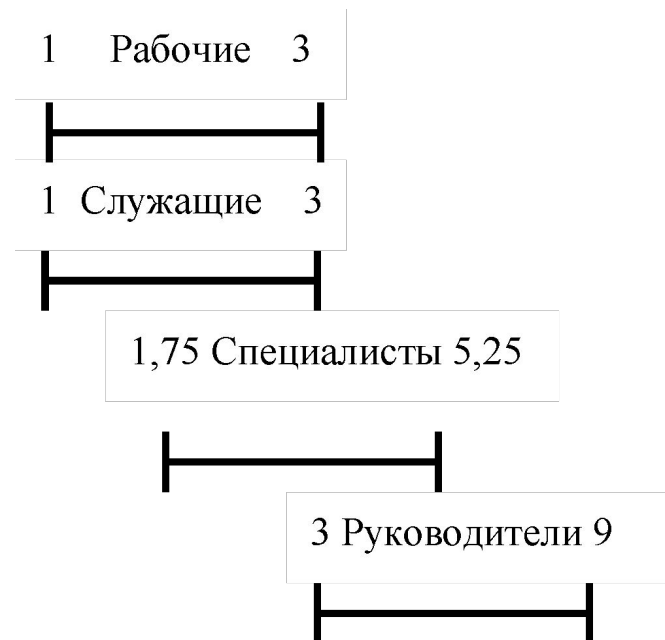 1 Рабочие 3
1 Служащие 3
1,75 Специалисты 5,25
3 Руководители 9